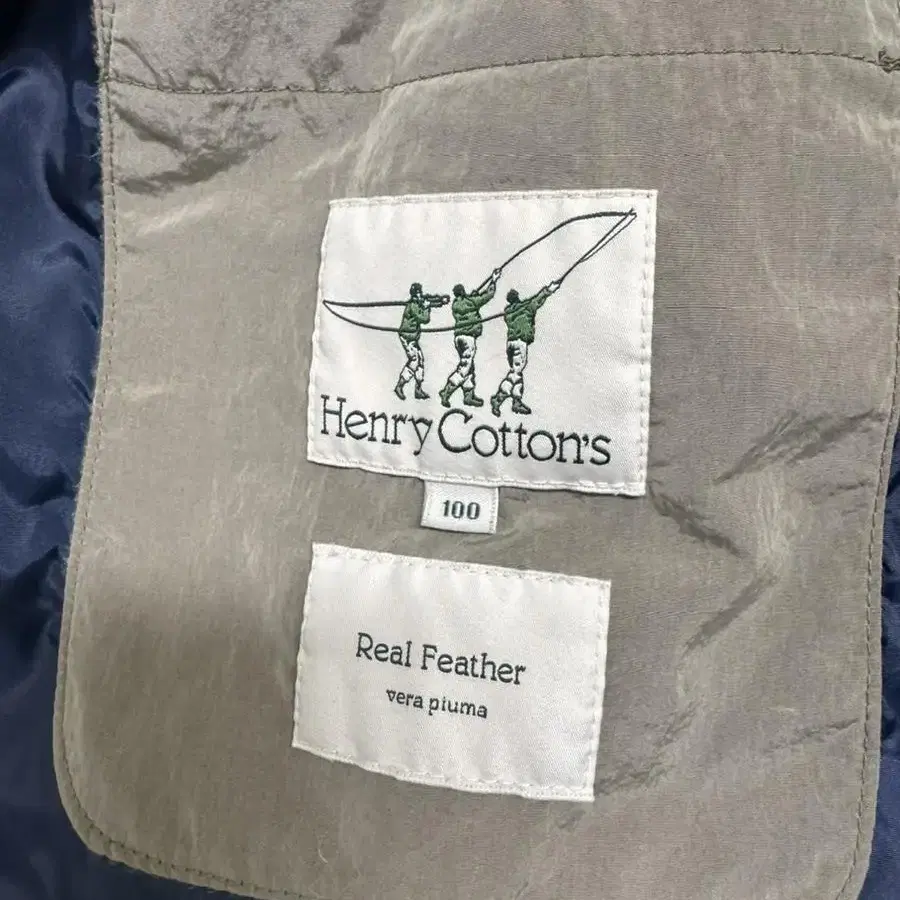 Henry Cotton's
100
Real Feather
vera piuma